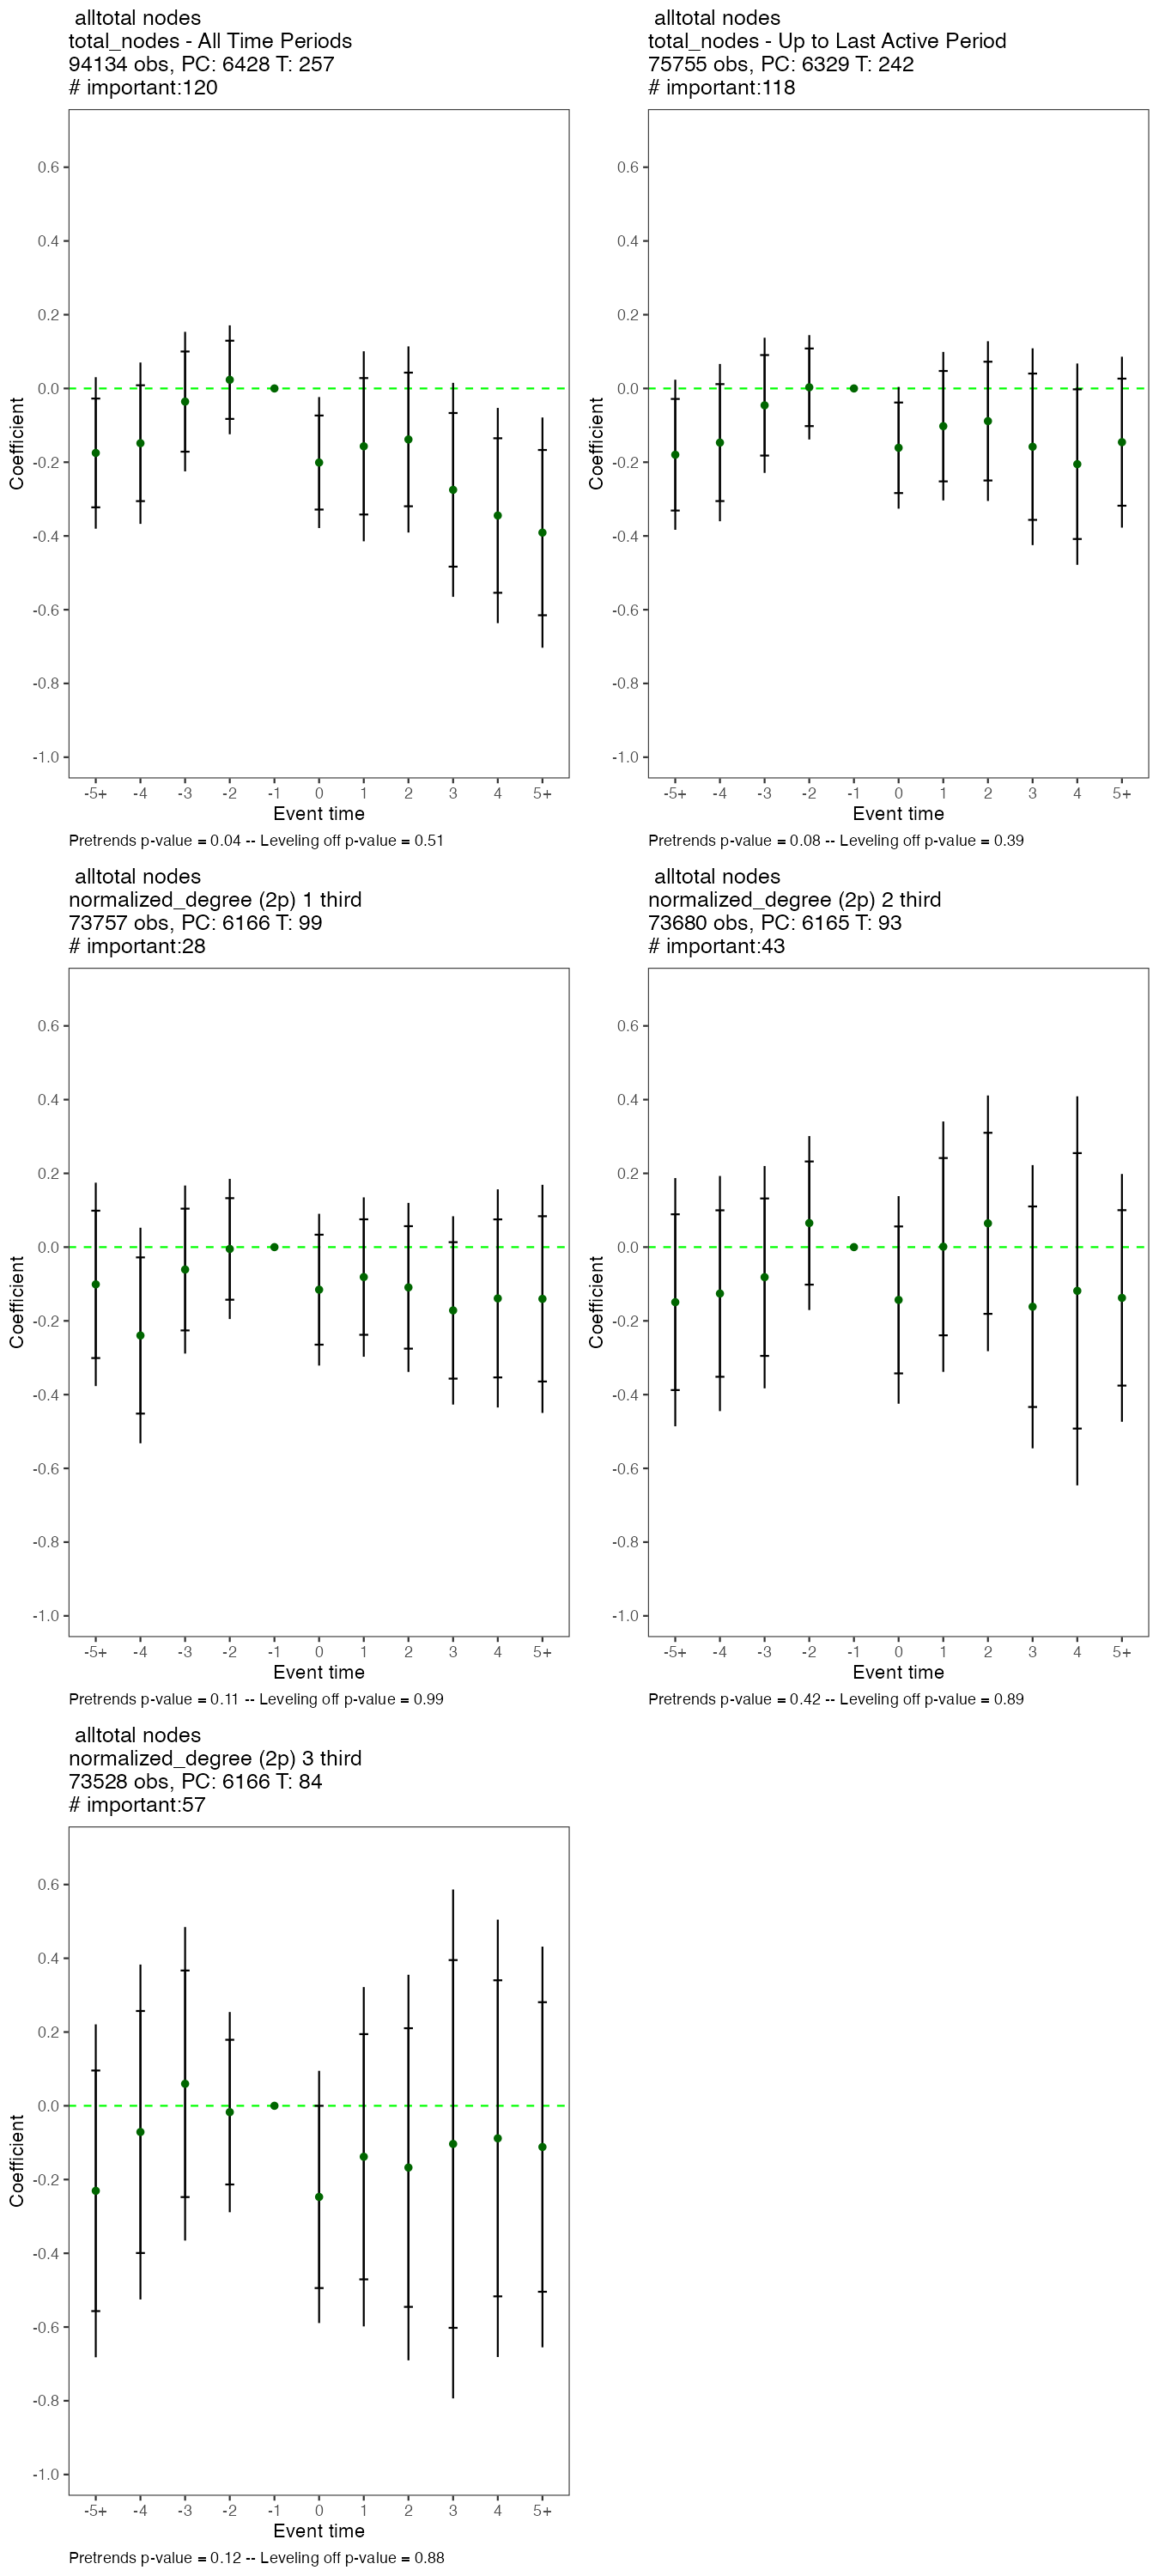 alltotal nodes
total_nodes - All Time Periods
94134 obs, PC: 6428 T: 257
# important:120
0.6
0.4
0.2
0.0
-0.2
-0.4
-0.6
-0.8
-1.0
Coefficient
-5+ -4 -3 -2 -1 0 1 2 3 4 5+
Event time
Pretrends p-value = 0.04 -- Leveling off p-value = 0.51
alltotal nodes
total_nodes - Up to Last Active Period
75755 obs, PC: 6329 T: 242
# important:118
0.6
0.4
0.2
0.0
-0.2
-0.4
-0.6
-0.8
-1.0
Coefficient
-5+ -4 -3 -2 -1 0 1 2 3 4 5+
Event time
Pretrends p-value = 0.08 -- Leveling off p-value = 0.39
alltotal nodes
normalized_degree (2p) 1 third
73757 obs, PC: 6166 T: 99
# important:28
0.6
0.4
0.2
0.0
-0.2
-0.4
-0.6
-0.8
-1.0
Coefficient
-5+ -4 -3 -2 -1 0 1 2 3 4 5+
Event time
Pretrends p-value = 0.11 -- Leveling off p-value = 0.99
alltotal nodes
normalized_degree (2p) 2 third
73680 obs, PC: 6165 T: 93
# important:43
0.6
0.4
0.2
0.0
-0.2
-0.4
-0.6
-0.8
-1.0
Coefficient
-5+ -4 -3 -2 -1 0 1 2 3 4 5+
Event time
Pretrends p-value = 0.42 -- Leveling off p-value = 0.89
alltotal nodes
normalized_degree (2p) 3 third
73528 obs, PC: 6166 T: 84
# important:57
0.6
0.4
0.2
0.0
-0.2
-0.4
-0.6
-0.8
-1.0
Coefficient
-5+ -4 -3 -2 -1 0 1 2 3 4 5+
Event time
Pretrends p-value = 0.12 -- Leveling off p-value = 0.88